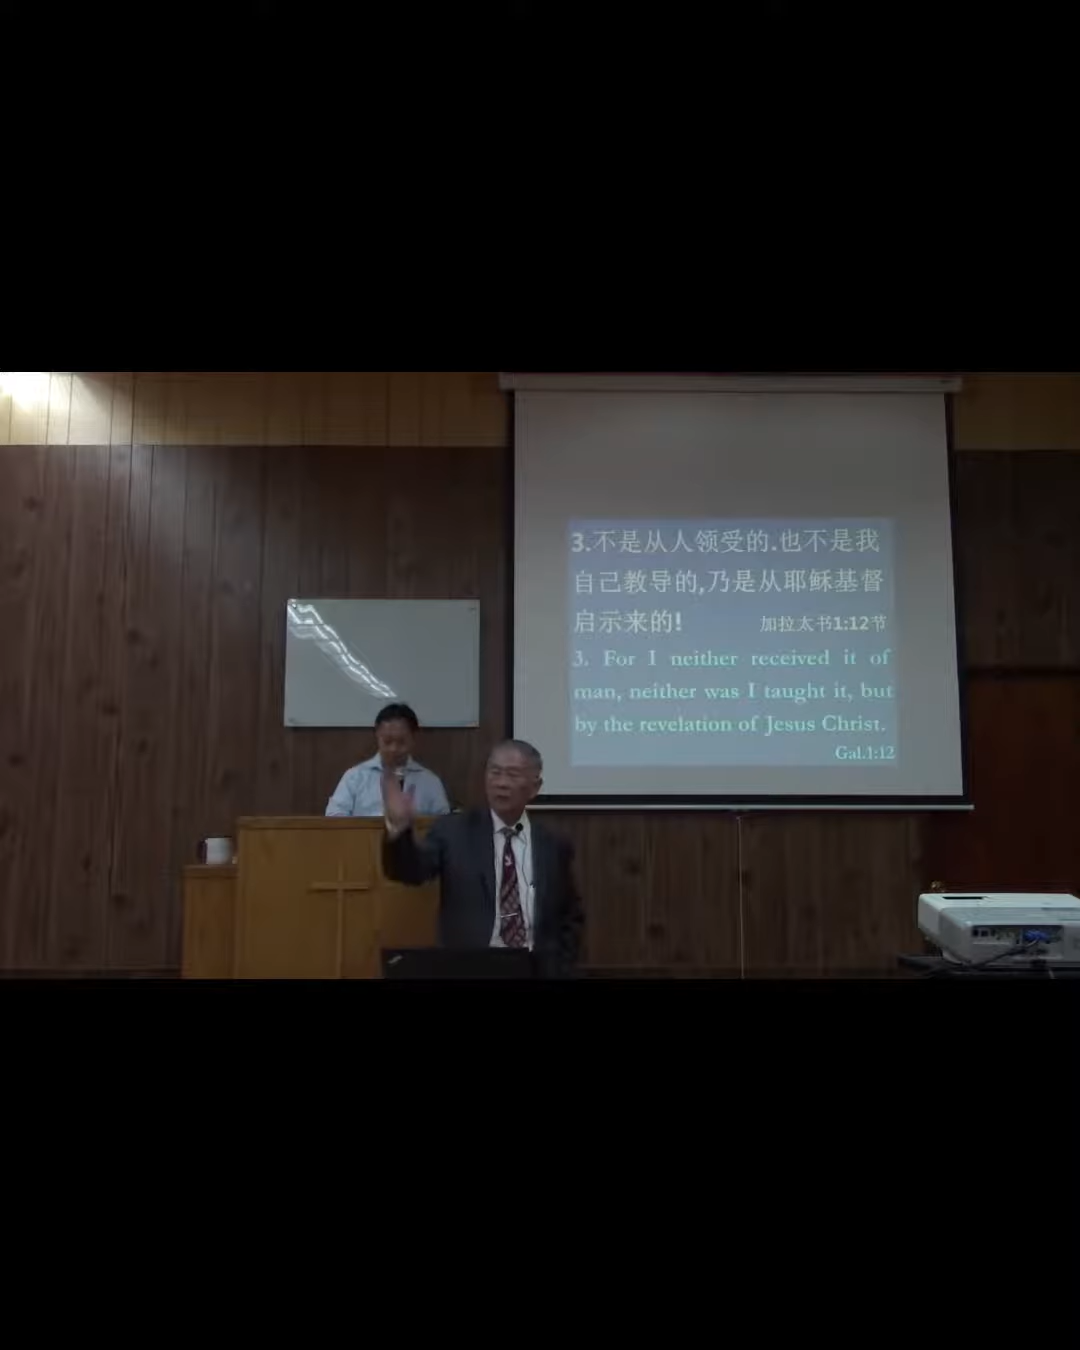 3.不是从人领受的.也不是我
自己教导的,乃是从耶稣基督
启示来的!
加拉太书1:12节
3. For I neither received it of
man, neither was I taught it, but
by the revelation of Jesus Christ.
Gal.1:12